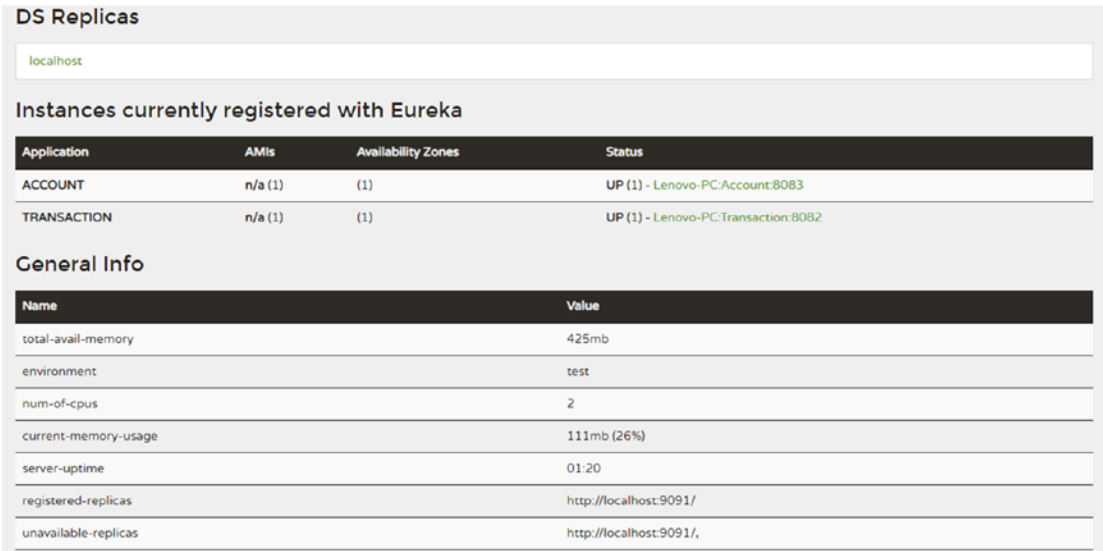 DS Replicas
localhost
Instances currently registered with Eureka
Application AMIs Availability Zones Status
ACCOUNT n/a (1) (1) UP (1) - Lenovo-PC:Account:8083
TRANSACTION n/a (1) (1) UP (1) - Lenovo-PC:Transaction:8082
General Info
Name Value
total-avail-memory 425mb
environment test
num-of-cpus 2
current-memory-usage 111mb (26%)
server-uptime 01:20
registered-replicas http://localhost:9091/
unavailable-replicas http://localhost:9091/,